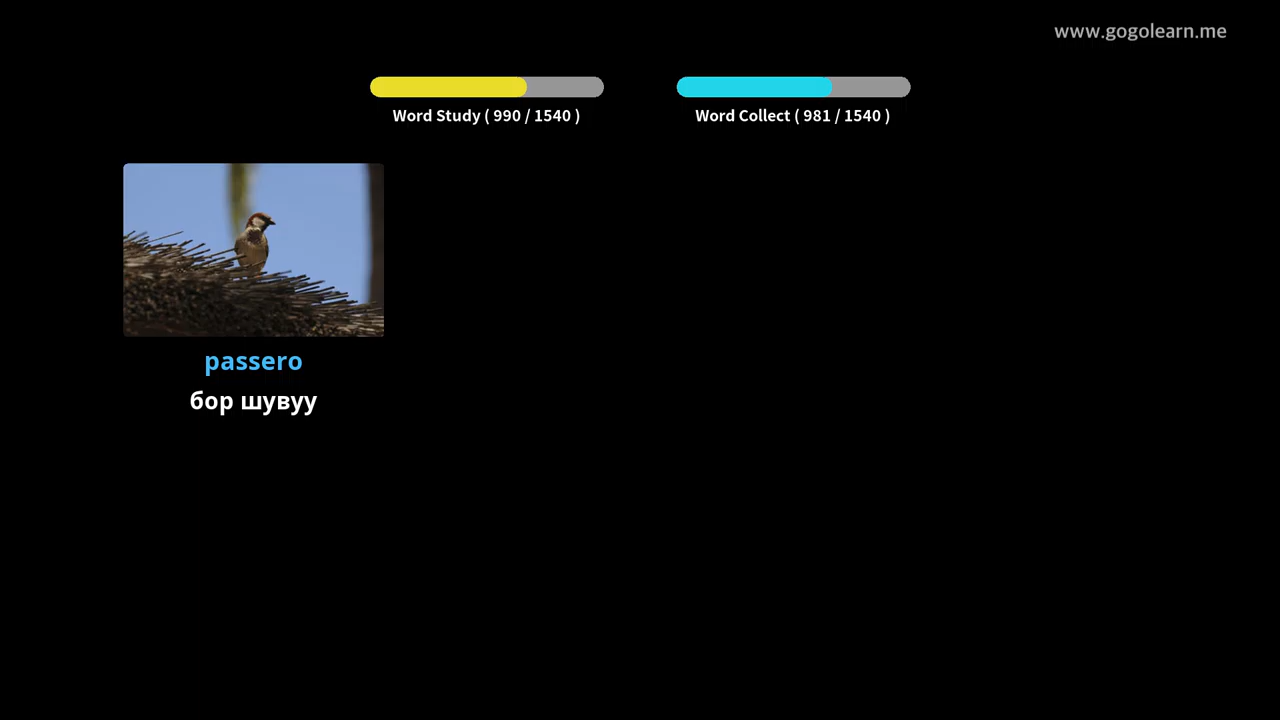 www.gogolearn.me
Word Study ( 990 / 1540 )
Word Collect ( 981 / 1540 )
passero
бор шувуу